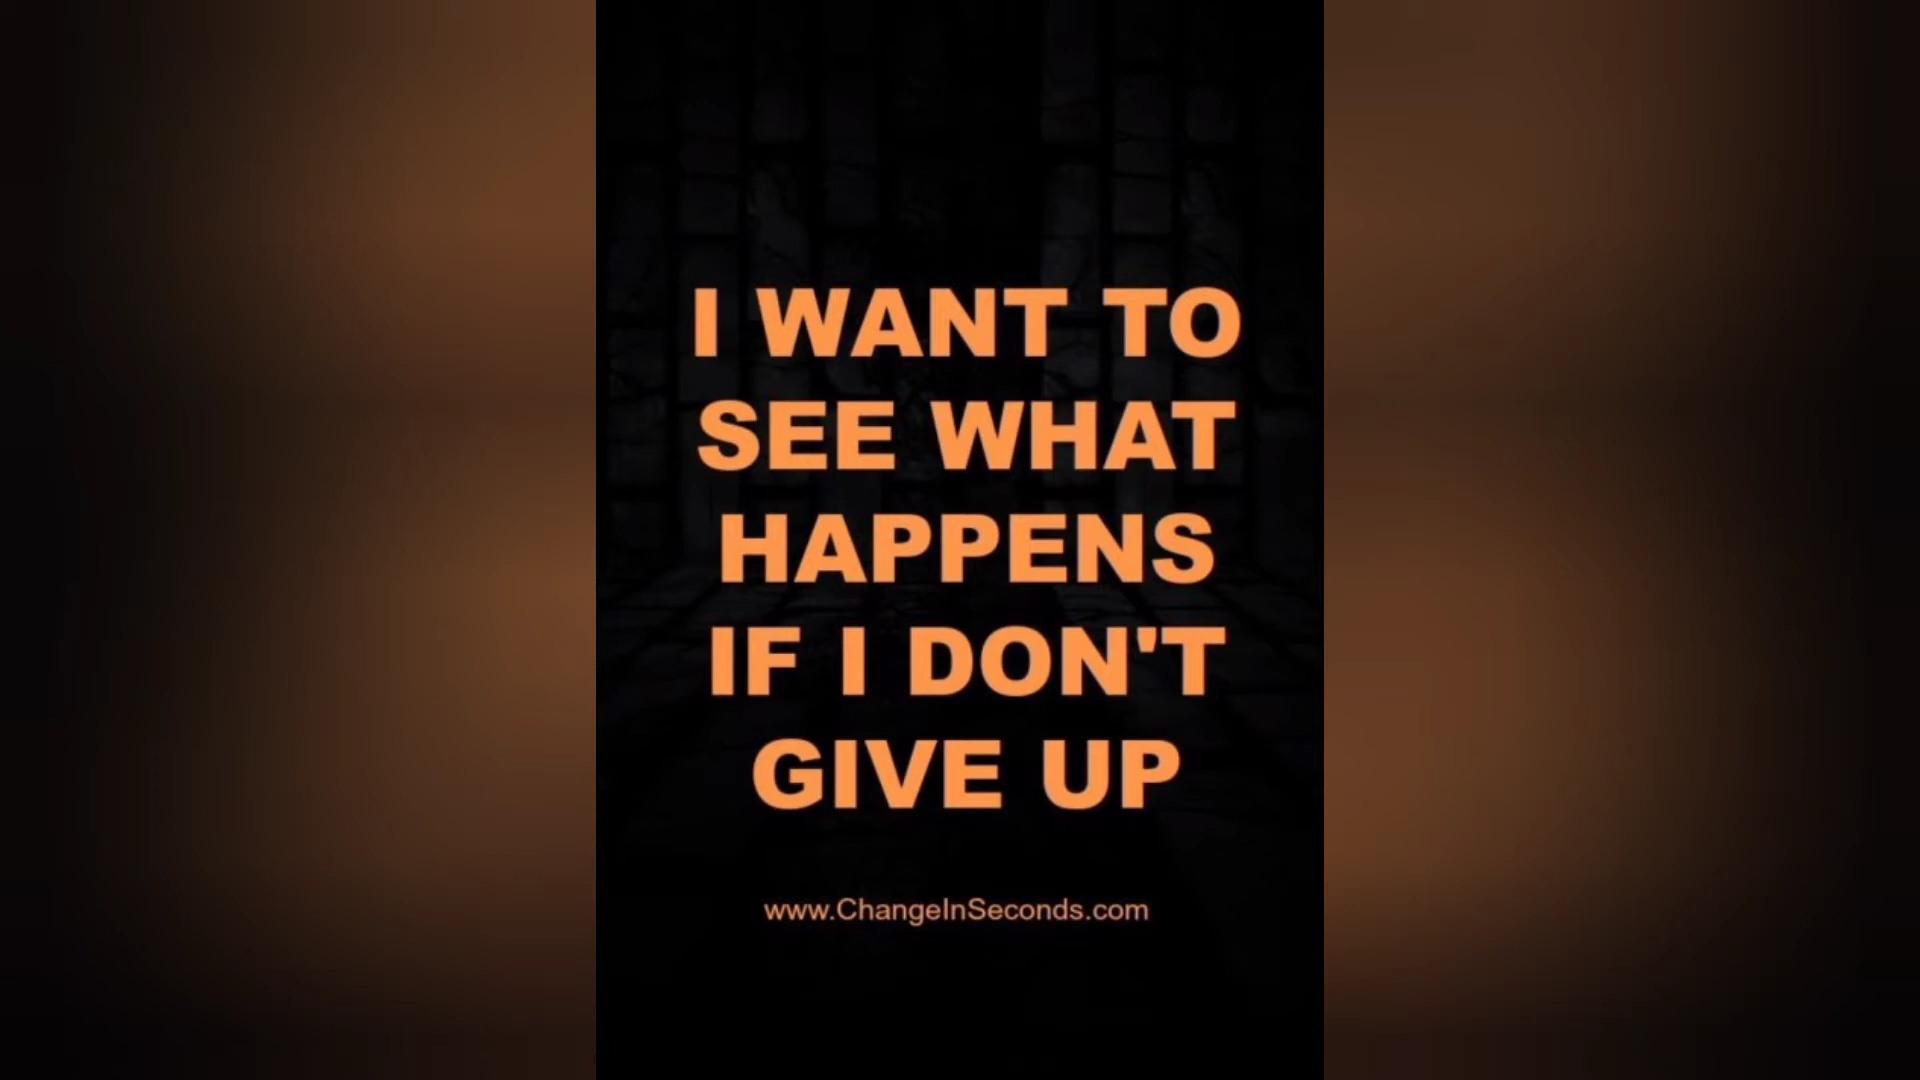 I WANT TO
SEE WHAT
HAPPENS
IF I DON'T
GIVE UP
www.ChangeInSeconds.com